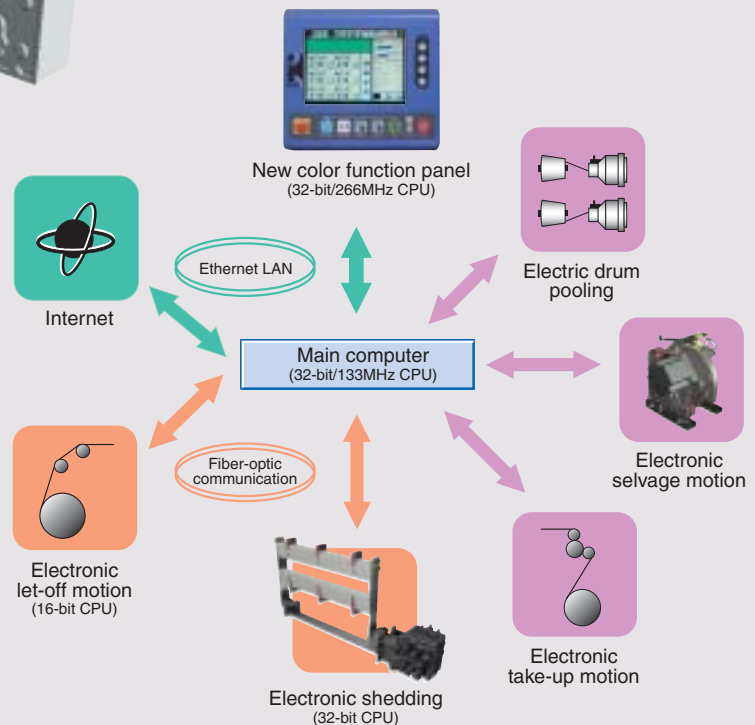 New color function panel
(32-bit/266MHz CPU)
Electric drum
pooling
Ethernet LAN
Internet
Main computer
(32-bit/133MHz CPU)
Electronic
selvage motion
Fiber-optic
communication
Electronic
let-off motion
(16-bit CPU)
Electronic
take-up motion
Electronic shedding
(32-bit CPU)